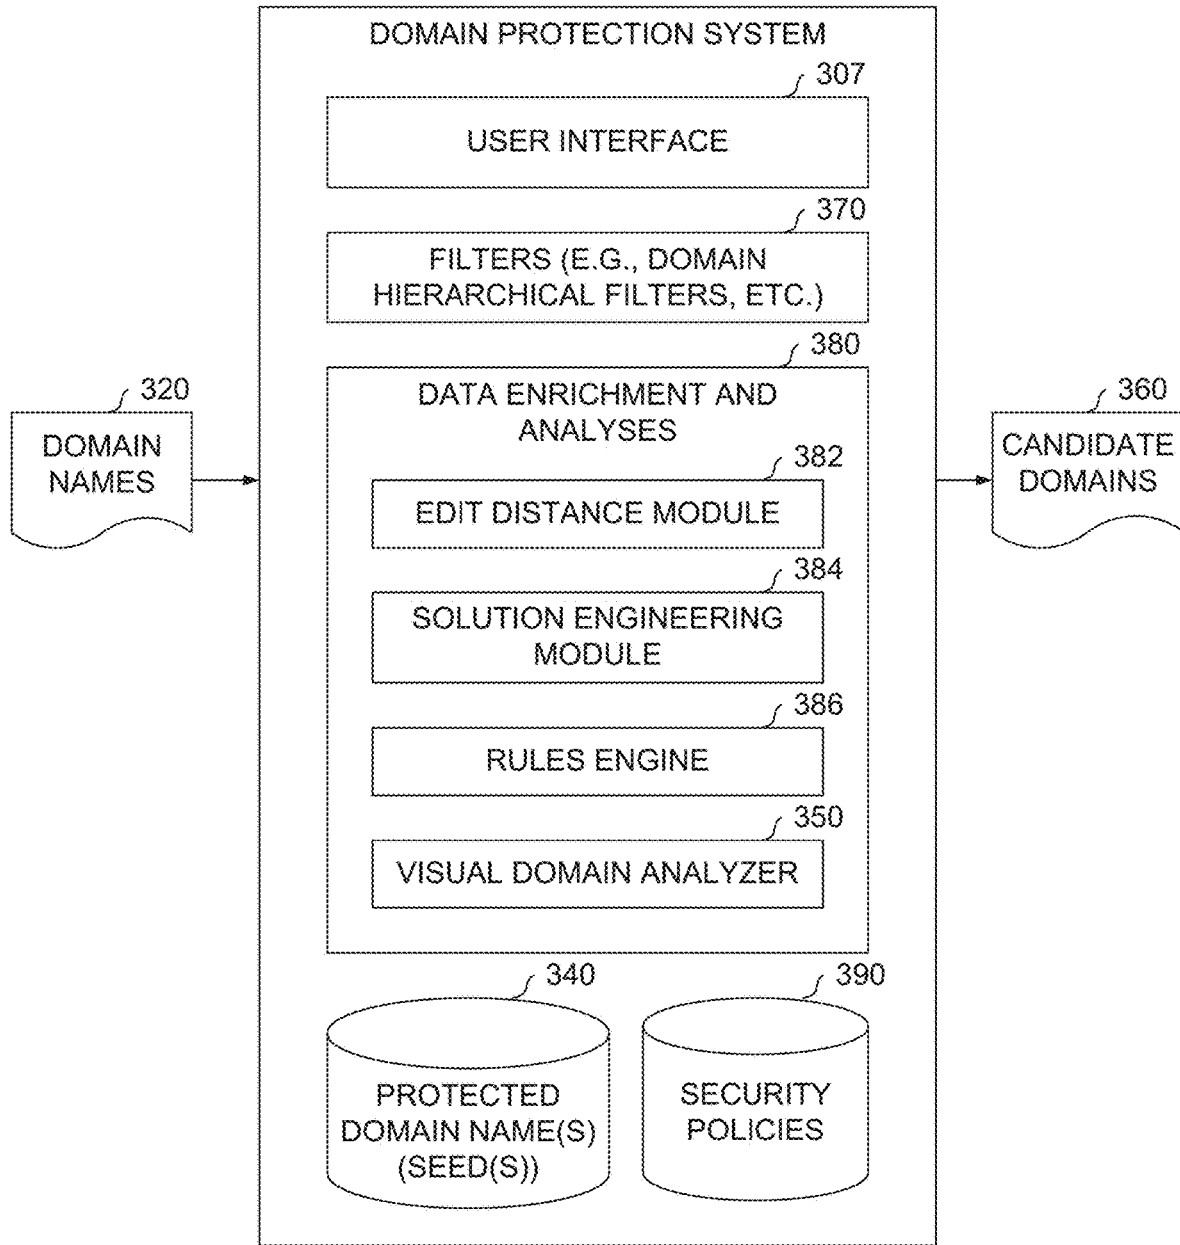 DOMAIN PROTECTION SYSTEM
307
USER INTERFACE
370
FILTERS (E.G., DOMAIN
HIERARCHICAL FILTERS, ETC.)
380
DATA ENRICHMENT AND
ANALYSES
320
DOMAIN
NAMES
360
CANDIDATE
DOMAINS
382
EDIT DISTANCE MODULE
384
SOLUTION ENGINEERING
MODULE
386
RULES ENGINE
350
VISUAL DOMAIN ANALYZER
340
PROTECTED
DOMAIN NAME(S)
(SEED(S))
390
SECURITY
POLICIES